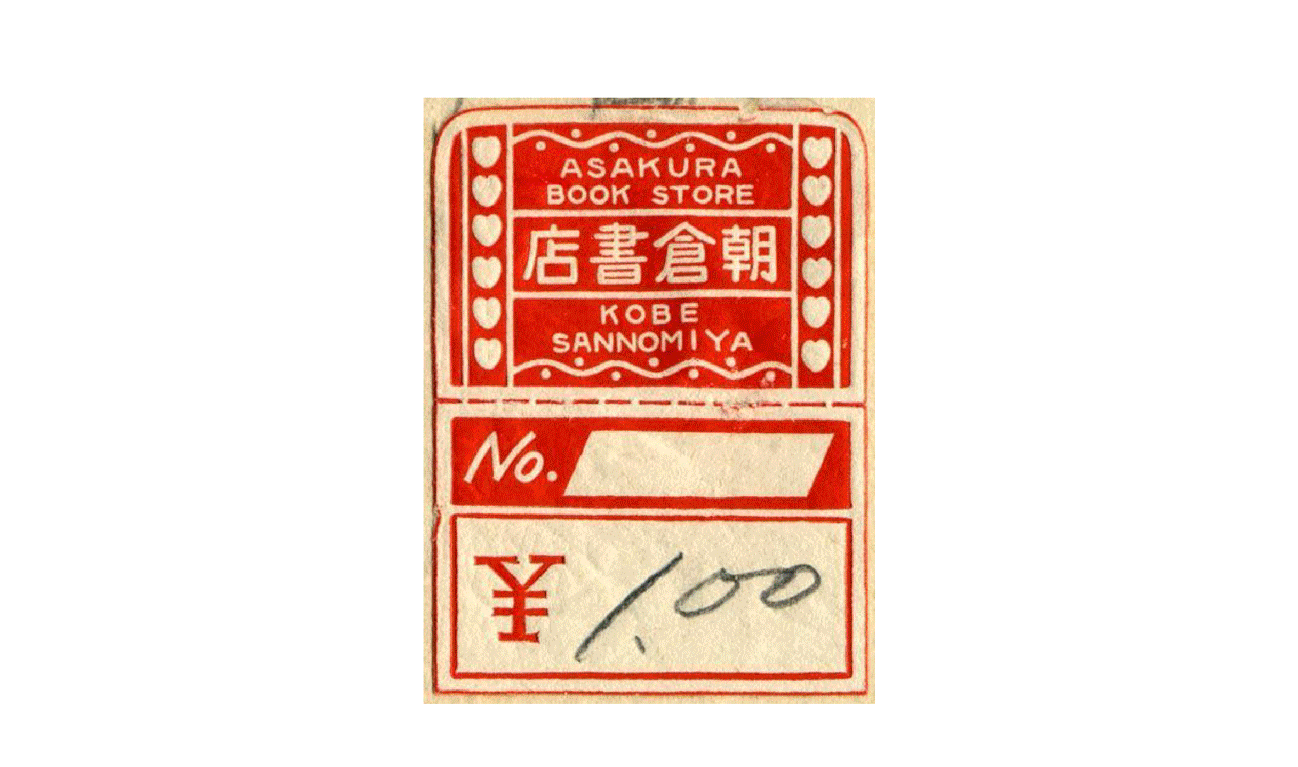 ASAKURA
BOOK STORE
朝倉書店
KOBE
SANNOMIYA
No.
¥ 1.00